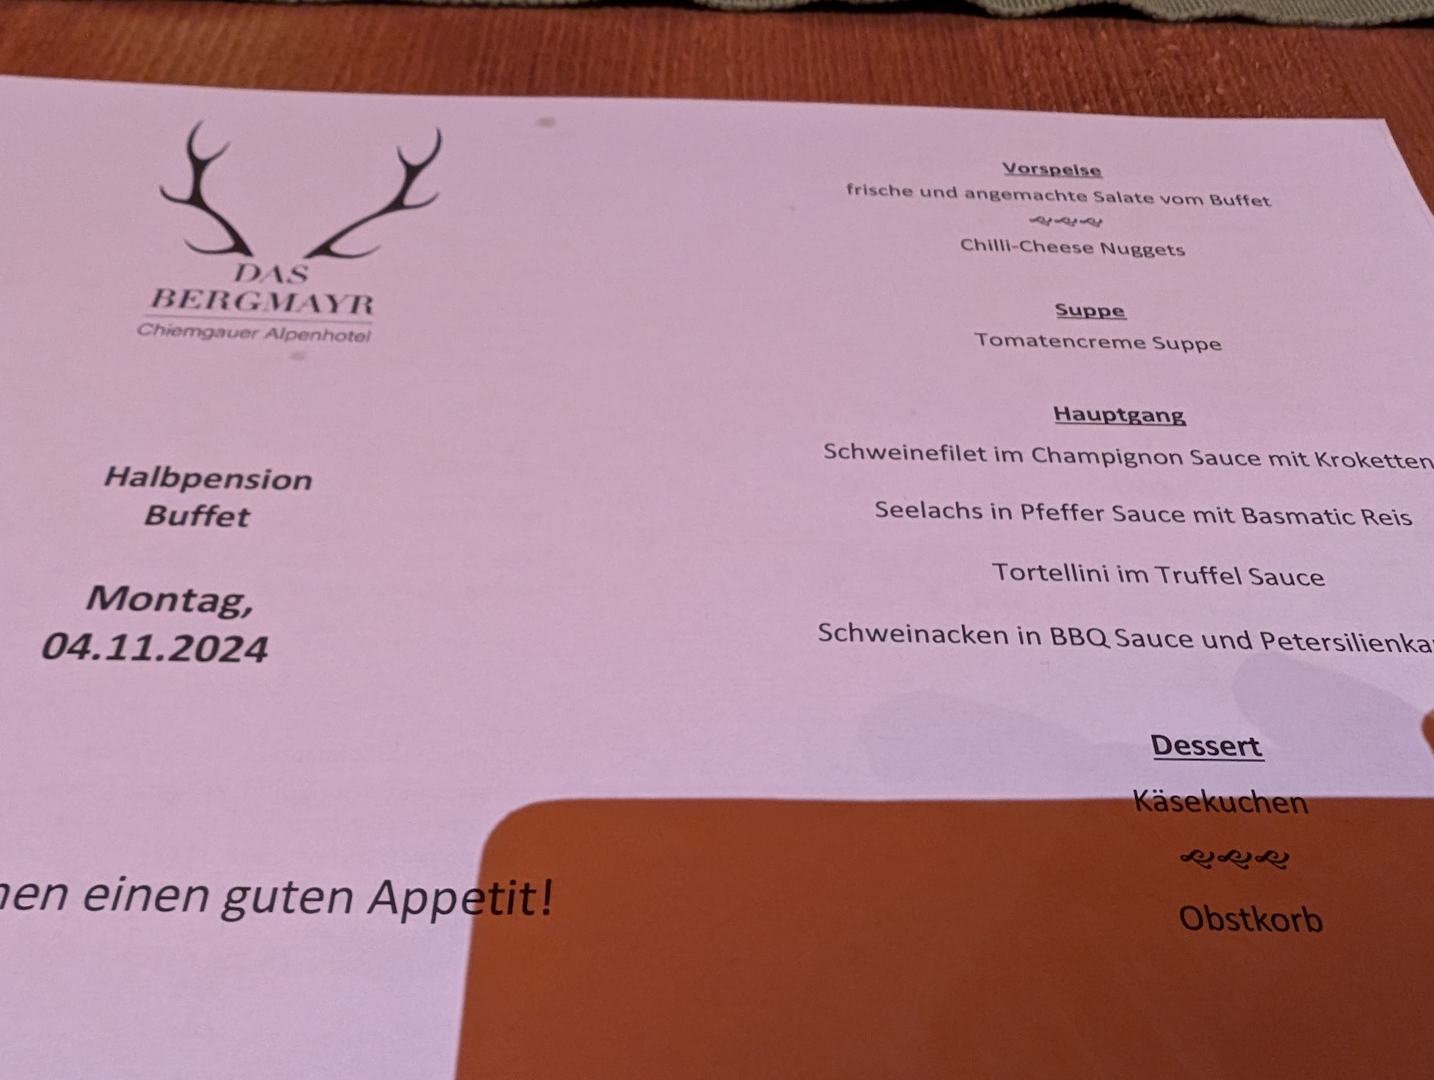 DAS
BERGMAYR
Chiemgauer Alpenhotel
Halbpension
Buffet
Montag,
04.11.2024
einen guten Appetit!
Vorspeise
frische und angemachte Salate vom Buffet
Chilli-Cheese Nuggets
Suppe
Tomatencreme Suppe
Hauptgang
Schweinefilet im Champignon Sauce mit Kroketten
Seelachs in Pfeffer Sauce mit Basmatic Reis
Tortellini im Truffel Sauce
Schweinacken in BBQ Sauce und
Dessert
Käsekuchen
Obstkorb